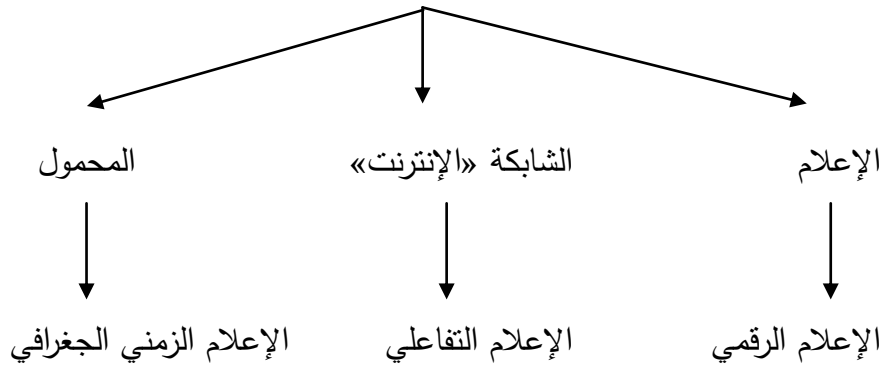 الإعلام
الشابكة «الإنترنت»
المحمول
الإعلام الرقمي
الإعلام التفاعلي
الإعلام الزمني الجغرافي